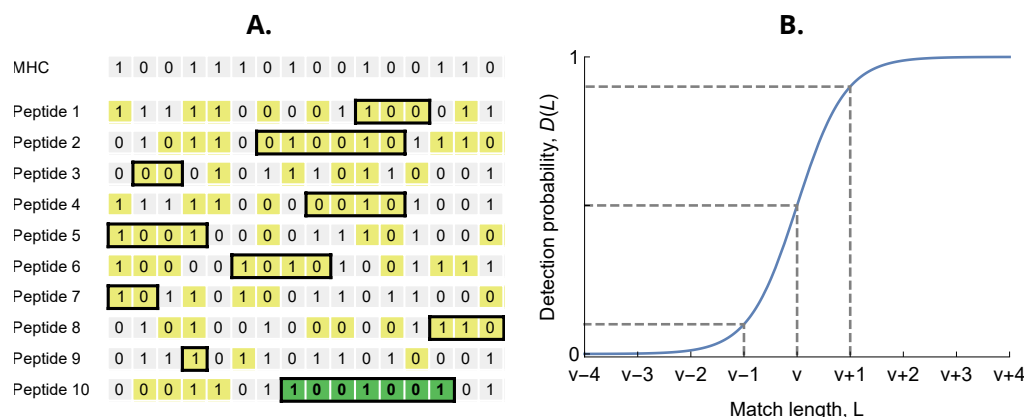 A.
MHC 1 0 0 1 1 1 0 1 0 0 1 0 0 1 1 0
Peptide 1 1 1 1 1 1 0 0 0 0 1 1 0 0 0 1 1
Peptide 2 0 1 0 1 1 0 0 1 0 0 1 0 1 1 1 0
Peptide 3 0 0 0 0 1 0 1 1 1 0 1 1 0 0 0 1
Peptide 4 1 1 1 1 1 0 0 0 0 0 1 0 1 0 0 1
Peptide 5 1 0 0 1 0 0 0 0 1 1 1 0 1 0 0 0
Peptide 6 1 0 0 0 0 1 0 1 0 1 0 0 1 1 1 1
Peptide 7 1 0 1 1 0 1 0 0 1 1 0 1 1 0 0 0
Peptide 8 0 1 0 1 0 0 1 0 0 0 0 0 1 1 1 0
Peptide 9 0 1 1 1 0 1 1 0 1 1 0 1 0 0 0 1
Peptide 10 0 0 0 1 1 0 1 1 0 0 1 0 0 1 0 1
B.
Detection probability, D(L)
1
0
v−4 v−3 v−2 v−1 v v+1 v+2 v+3 v+4
Match length, L